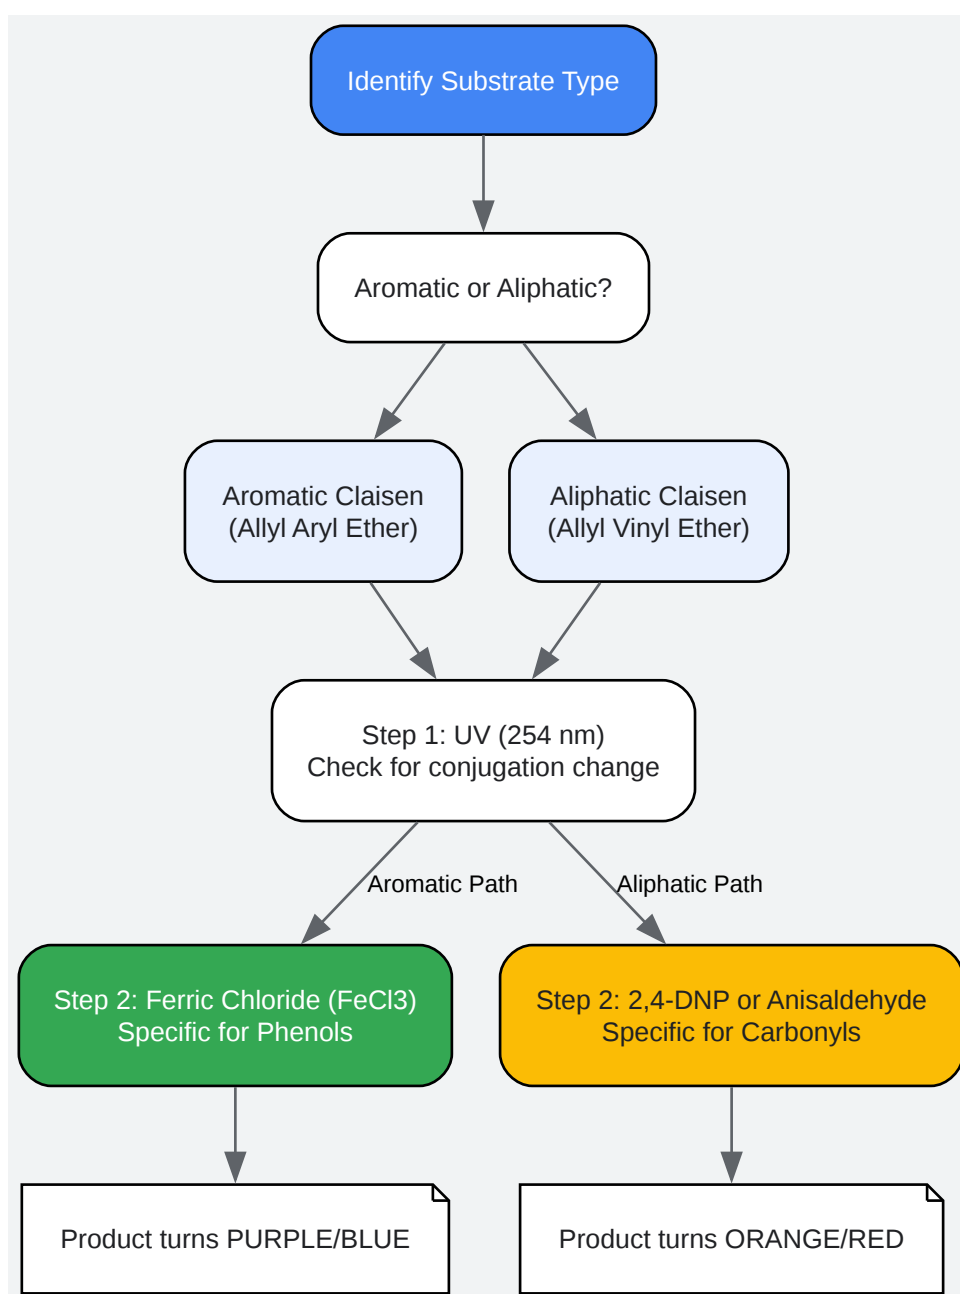 Identify Substrate Type
Aromatic or Aliphatic?
Aromatic Claisen
(Allyl Aryl Ether)
Aliphatic Claisen
(Allyl Vinyl Ether)
Step 1: UV (254 nm)
Check for conjugation change
Aromatic Path
Aliphatic Path
Step 2: Ferric Chloride (FeCl3)
Specific for Phenols
Step 2: 2,4-DNP or Anisaldehyde
Specific for Carbonyls
Product turns PURPLE/BLUE
Product turns ORANGE/RED